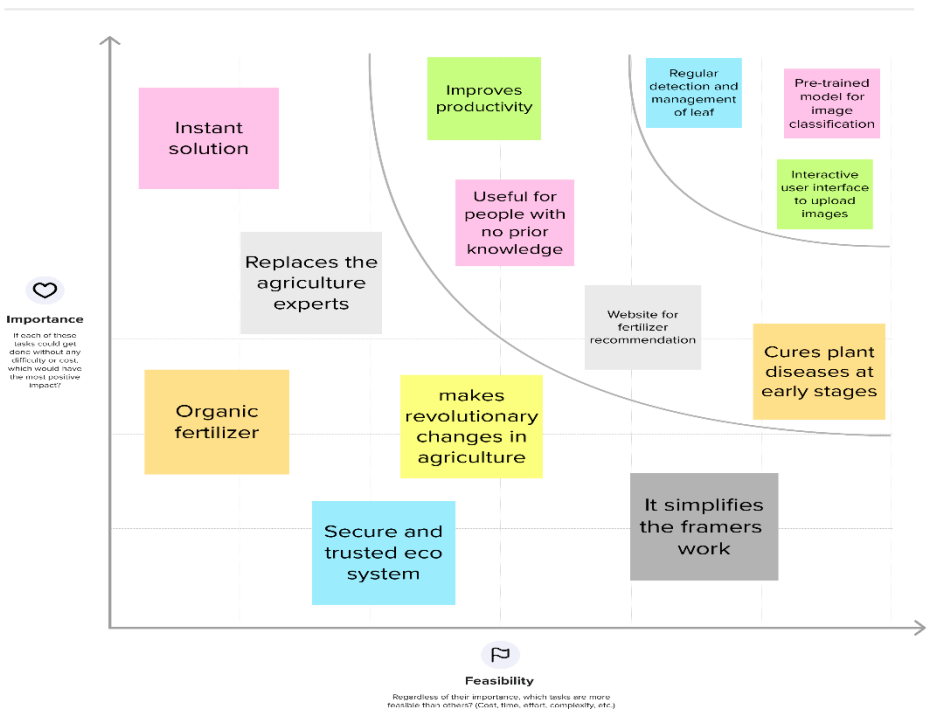 Improves
productivity
Regular
detection and
management
of leaf
Pre-trained
model for
image
classification
Instant
solution
Interactive
user interface
to upload
images
Useful for
people with
no prior
knowledge
Replaces the
agriculture
experts
Website for
fertilizer
recommendation
Importance
If each of these
tasks could get
done without any
difficulty or cost,
which would have
the most positive
impact?
Cures plant
diseases at
early stages
Organic
fertilizer
makes
revolutionary
changes in
agriculture
It simplifies
the framers
work
Secure and
trusted eco
system
Feasibility
Regardless of their importance, which tasks are more
feasible than others? (Cost, time, effort, complexity, etc.)